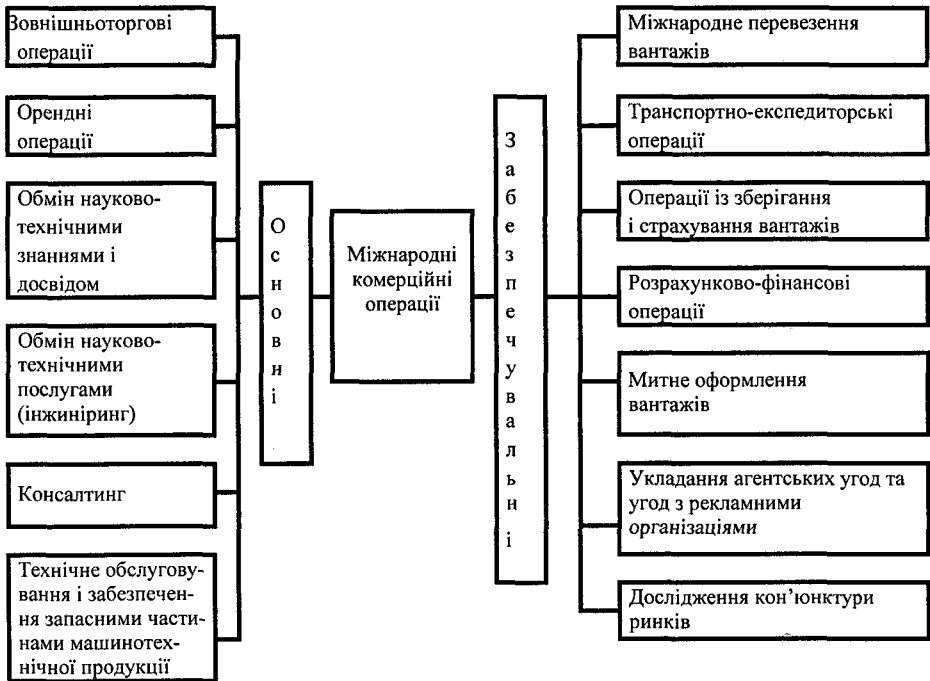 Зовнішньоторгові
операції
Орендні
операції
Обмін науково-
технічними
знаннями і
досвідом
Обмін науково-
технічними
послугами
(інжиніринг)
Консалтинг
Технічне обслугову-
вання і забезпечен-
ня запасними части-
нами машинотех-
нічної продукції
Основні
Міжнародні
комерційні
операції
Забезпечувальні
Міжнародне перевезення
вантажів
Транспортно-експедиторські
операції
Операції із зберігання
і страхування вантажів
Розрахунково-фінансові
операції
Митне оформлення
вантажів
Укладання агентських угод та
угод з рекламними
організаціями
Дослідження кон’юнктури
ринків